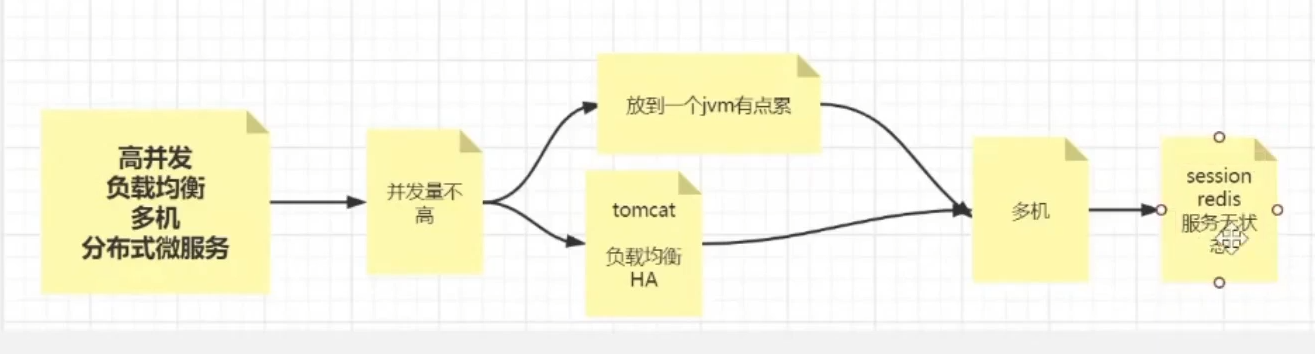 高并发
负载均衡
多机
分布式微服务
并发量不
高
放到一个jvm有点累
tomcat
负载均衡
HA
多机
session
redis
服务无状
态